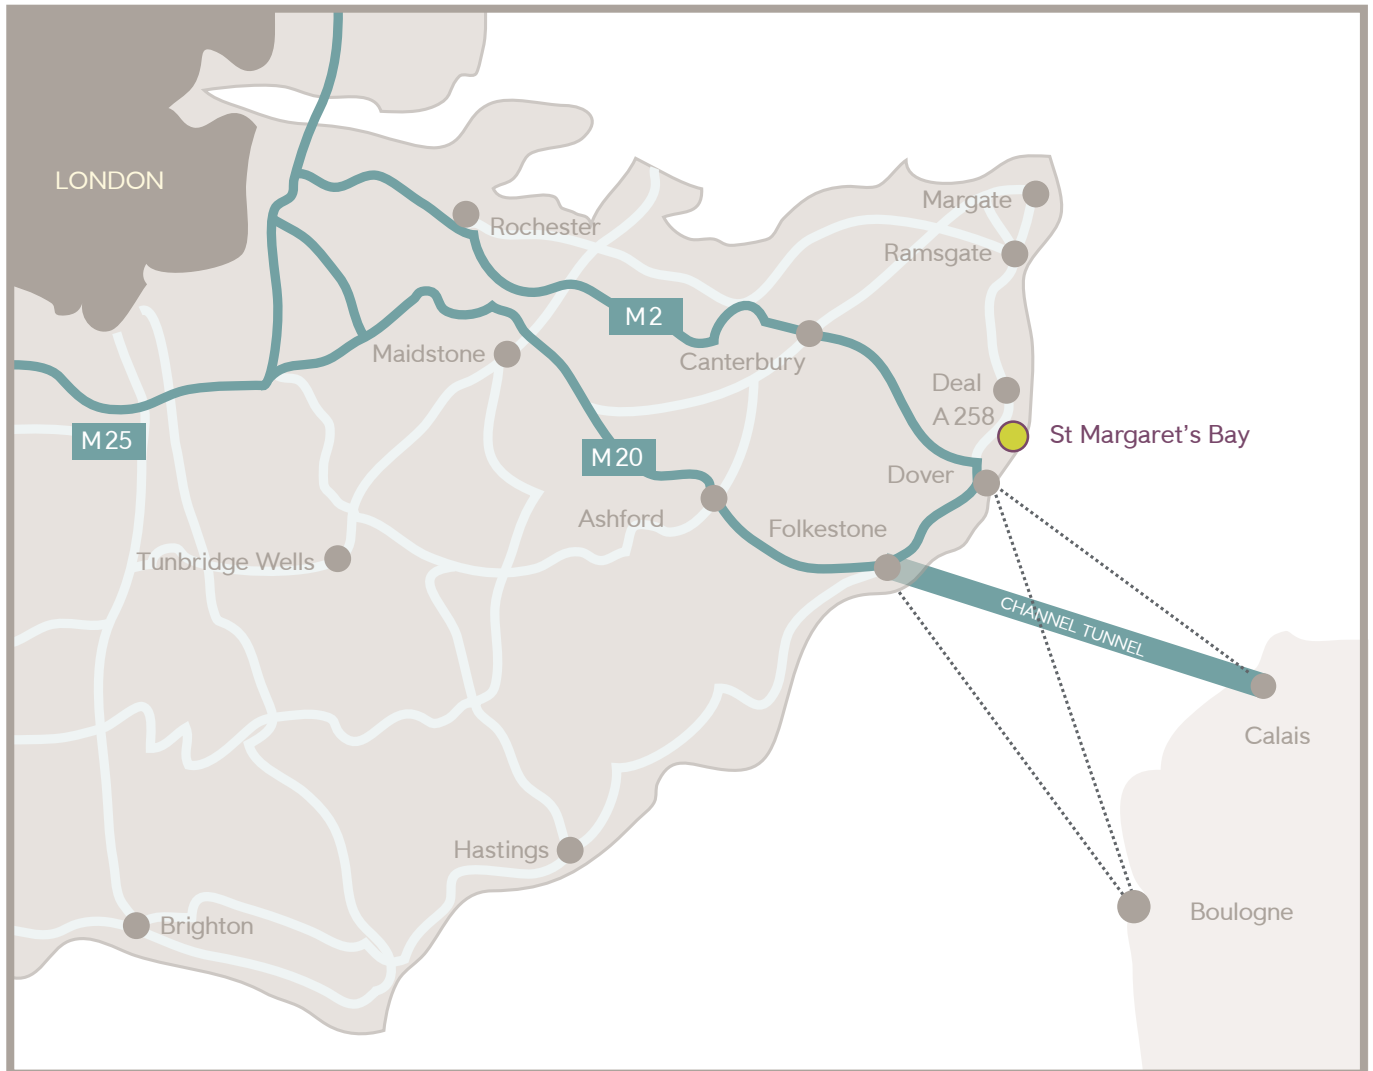 LONDON
Margate
Rochester
Ramsgate
M2
Maidstone
Canterbury
Deal
A 258
M25
St Margaret's Bay
M20
Dover
Ashford
Folkestone
Tunbridge Wells
CHANNEL TUNNEL
Calais
Hastings
Boulogne
Brighton